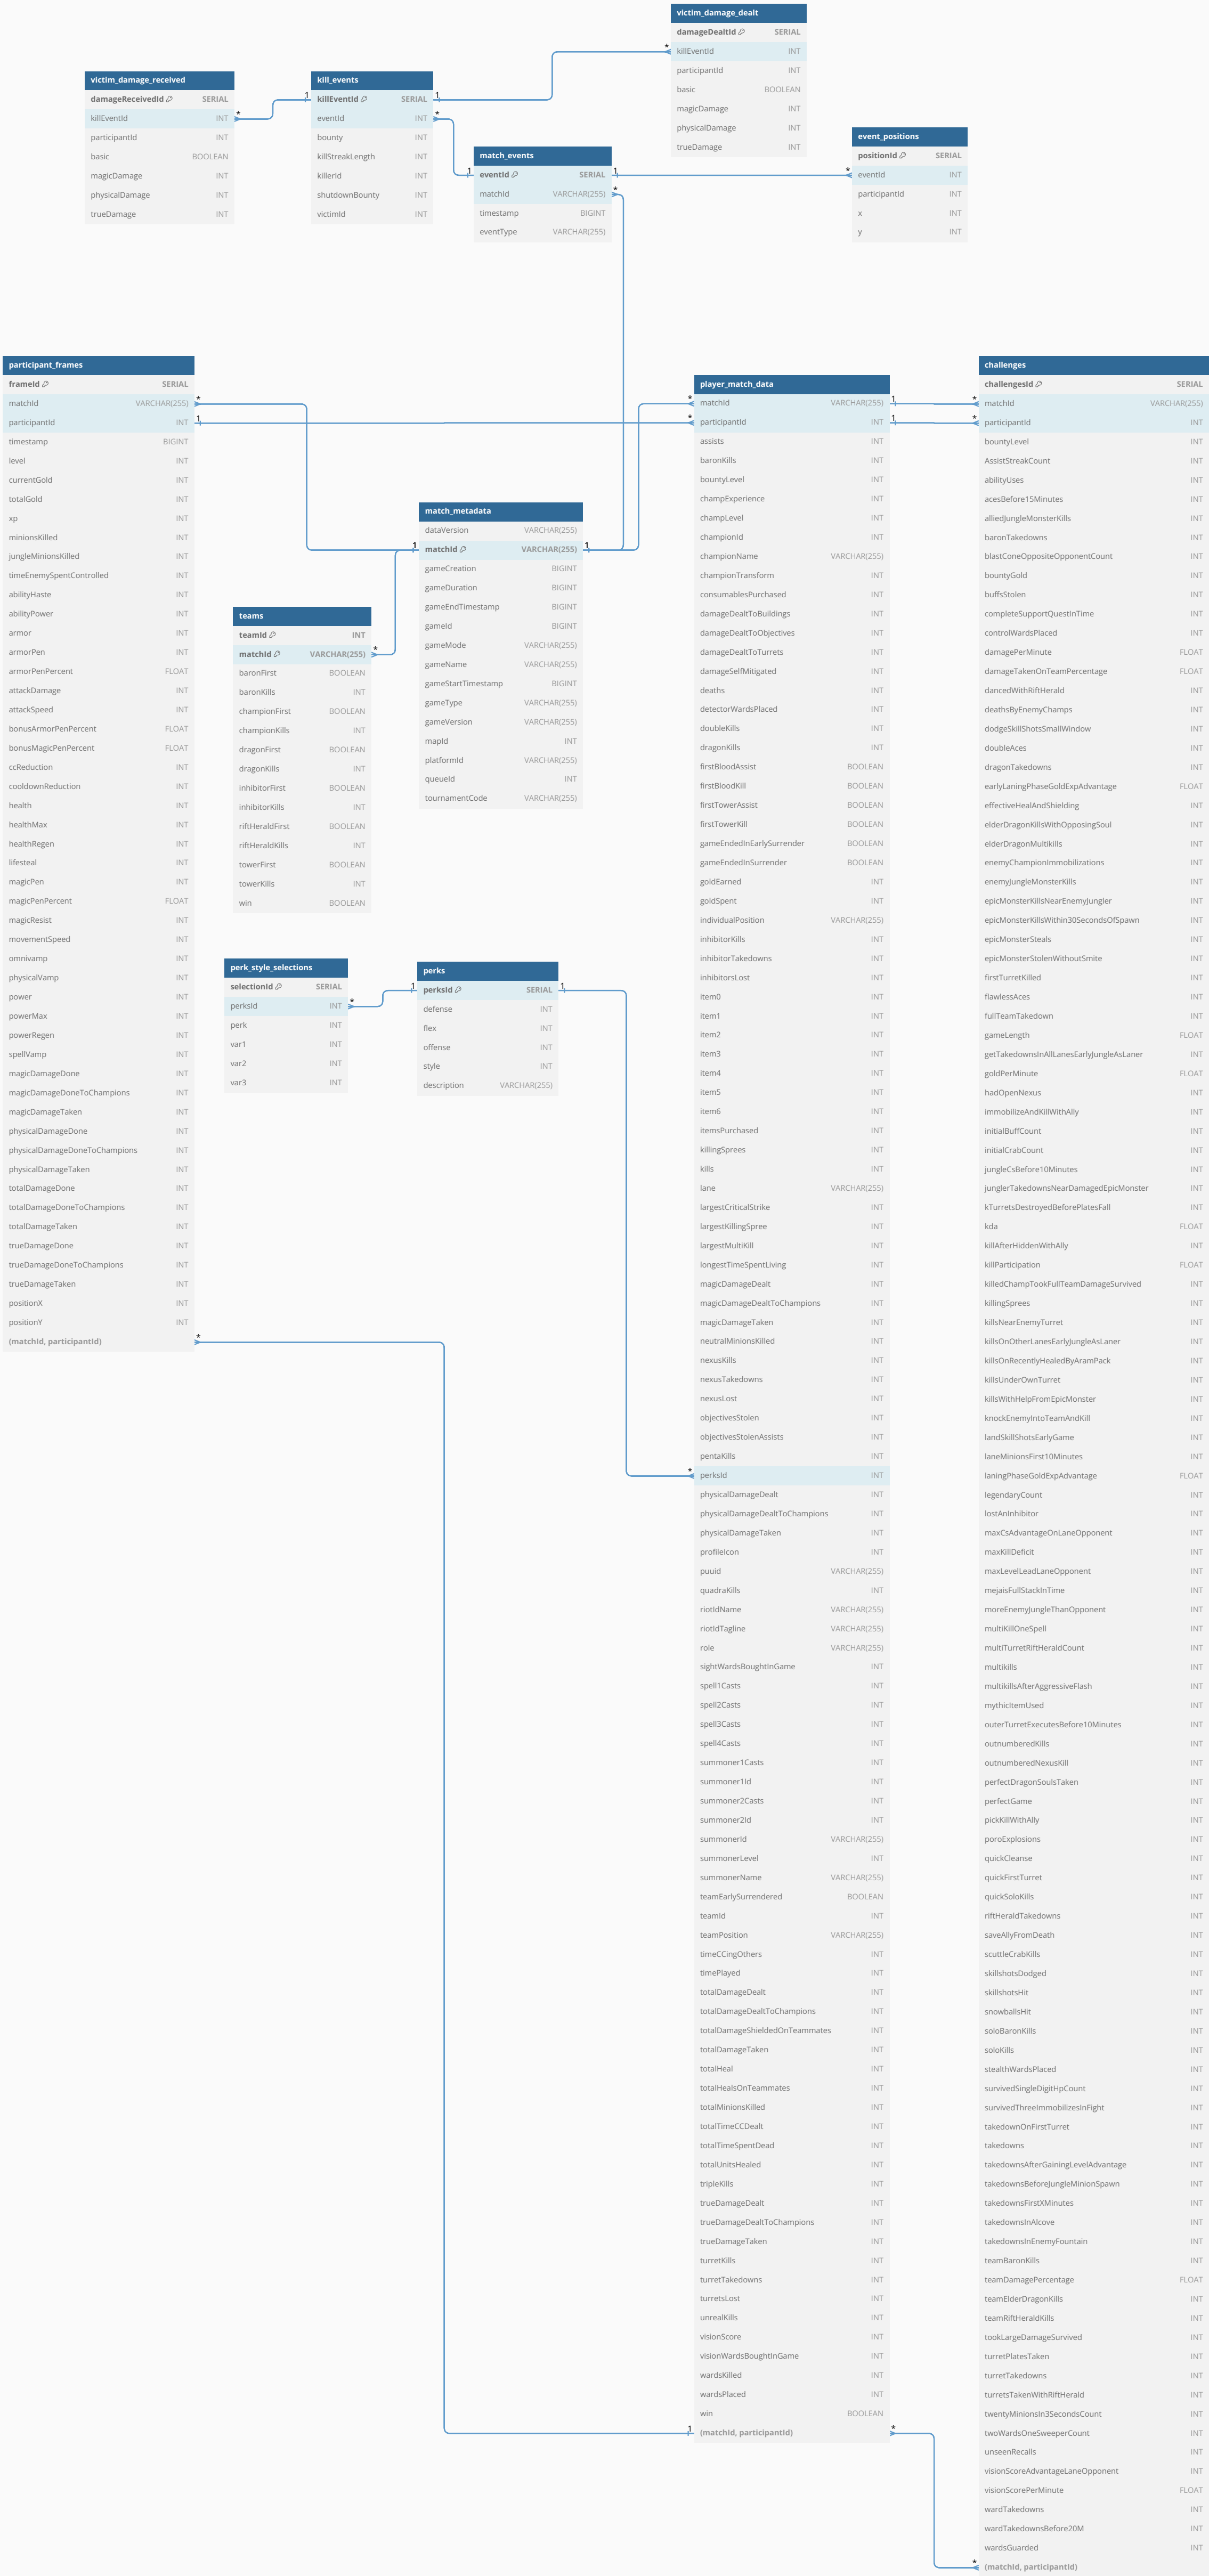 victim_damage_dealt
damageDealtId SERIAL
killEventId INT
participantId INT
basic BOOLEAN
magicDamage INT
physicalDamage INT
trueDamage INT
victim_damage_received
damageReceivedId SERIAL
killEventId INT
participantId INT
basic BOOLEAN
magicDamage INT
physicalDamage INT
trueDamage INT
kill_events
killEventId SERIAL
eventId INT
bounty INT
killStreakLength INT
killerId INT
shutdownBounty INT
victimId INT
match_events
eventId SERIAL
matchId VARCHAR(255)
timestamp BIGINT
eventType VARCHAR(255)
event_positions
positionId SERIAL
eventId INT
participantId INT
x INT
y INT
participant_frames
frameId SERIAL
matchId VARCHAR(255)
participantId INT
timestamp BIGINT
level INT
currentGold INT
totalGold INT
xp INT
minionsKilled INT
jungleMinionsKilled INT
timeEnemySpentControlled INT
abilityHaste INT
abilityPower INT
armor INT
armorPen INT
armorPenPercent FLOAT
attackDamage INT
attackSpeed INT
bonusArmorPenPercent FLOAT
bonusMagicPenPercent FLOAT
ccReduction INT
cooldownReduction INT
health INT
healthMax INT
healthRegen INT
lifesteal INT
magicPen INT
magicPenPercent FLOAT
magicResist INT
movementSpeed INT
omnivamp INT
physicalVamp INT
power INT
powerMax INT
powerRegen INT
spellVamp INT
magicDamageDone INT
magicDamageDoneToChampions INT
magicDamageTaken INT
physicalDamageDone INT
physicalDamageDoneToChampions INT
physicalDamageTaken INT
totalDamageDone INT
totalDamageDoneToChampions INT
totalDamageTaken INT
trueDamageDone INT
trueDamageDoneToChampions INT
trueDamageTaken INT
positionX INT
positionY INT
(matchId, participantId)
match_metadata
dataVersion VARCHAR(255)
matchId VARCHAR(255)
gameCreation BIGINT
gameDuration BIGINT
gameEndTimestamp BIGINT
gameId BIGINT
gameMode VARCHAR(255)
gameName VARCHAR(255)
gameStartTimestamp BIGINT
gameType VARCHAR(255)
gameVersion VARCHAR(255)
mapId INT
platformId VARCHAR(255)
queueId INT
tournamentCode VARCHAR(255)
teams
teamId INT
matchId VARCHAR(255)
baronFirst BOOLEAN
baronKills INT
championFirst BOOLEAN
championKills INT
dragonFirst BOOLEAN
dragonKills INT
inhibitorFirst BOOLEAN
inhibitorKills INT
riftHeraldFirst BOOLEAN
riftHeraldKills INT
towerFirst BOOLEAN
towerKills INT
win BOOLEAN
perk_style_selections
selectionId SERIAL
perksId INT
perk INT
var1 INT
var2 INT
var3 INT
perks
perksId SERIAL
defense INT
flex INT
offense INT
style INT
description VARCHAR(255)
player_match_data
matchId VARCHAR(255)
participantId INT
assists INT
baronKills INT
bountyLevel INT
champExperience INT
champLevel INT
championId INT
championName VARCHAR(255)
championTransform INT
consumablesPurchased INT
damageDealtToBuildings INT
damageDealtToObjectives INT
damageDealtToTurrets INT
damageSelfMitigated INT
deaths INT
detectorWardsPlaced INT
doubleKills INT
dragonKills INT
firstBloodAssist BOOLEAN
firstBloodKill BOOLEAN
firstTowerAssist BOOLEAN
firstTowerKill BOOLEAN
gameEndedInEarlySurrender BOOLEAN
gameEndedInSurrender BOOLEAN
goldEarned INT
goldSpent INT
individualPosition VARCHAR(255)
inhibitorKills INT
inhibitorTakedowns INT
inhibitorsLost INT
item0 INT
item1 INT
item2 INT
item3 INT
item4 INT
item5 INT
item6 INT
itemsPurchased INT
killingSprees INT
kills INT
lane VARCHAR(255)
largestCriticalStrike INT
largestKillingSpree INT
largestMultiKill INT
longestTimeSpentLiving INT
magicDamageDealt INT
magicDamageDealtToChampions INT
magicDamageTaken INT
neutralMinionsKilled INT
nexusKills INT
nexusTakedowns INT
nexusLost INT
objectivesStolen INT
objectivesStolenAssists INT
pentaKills INT
perksId INT
physicalDamageDealt INT
physicalDamageDealtToChampions INT
physicalDamageTaken INT
profileIcon INT
puuid VARCHAR(255)
quadraKills INT
riotIdName VARCHAR(255)
riotIdTagline VARCHAR(255)
role VARCHAR(255)
sightWardsBoughtInGame INT
spell1Casts INT
spell2Casts INT
spell3Casts INT
spell4Casts INT
summoner1Casts INT
summoner1Id INT
summoner2Casts INT
summoner2Id INT
summonerId VARCHAR(255)
summonerLevel INT
summonerName VARCHAR(255)
teamEarlySurrendered BOOLEAN
teamId INT
teamPosition VARCHAR(255)
timeCCingOthers INT
timePlayed INT
totalDamageDealt INT
totalDamageDealtToChampions INT
totalDamageShieldedOnTeammates INT
totalDamageTaken INT
totalHeal INT
totalHealsOnTeammates INT
totalMinionsKilled INT
totalTimeCCDealt INT
totalTimeSpentDead INT
totalUnitsHealed INT
tripleKills INT
trueDamageDealt INT
trueDamageDealtToChampions INT
trueDamageTaken INT
turretKills INT
turretTakedowns INT
turretsLost INT
unrealKills INT
visionScore INT
visionWardsBoughtInGame INT
wardsKilled INT
wardsPlaced INT
win BOOLEAN
(matchId, participantId)
challenges
challengesId SERIAL
matchId VARCHAR(255)
participantId INT
bountyLevel INT
AssistStreakCount INT
abilityUses INT
acesBefore15Minutes INT
alliedJungleMonsterKills INT
baronTakedowns INT
blastConeOppositeOpponentCount INT
bountyGold INT
buffsStolen INT
completeSupportQuestInTime INT
controlWardsPlaced INT
damagePerMinute FLOAT
damageTakenOnTeamPercentage FLOAT
dancedWithRiftHerald INT
deathsByEnemyChamps INT
dodgeSkillShotsSmallWindow INT
doubleAces INT
dragonTakedowns INT
earlyLaningPhaseGoldExpAdvantage FLOAT
effectiveHealAndShielding INT
elderDragonKillsWithOpposingSoul INT
elderDragonMultikills INT
enemyChampionImmobilizations INT
enemyJungleMonsterKills INT
epicMonsterKillsNearEnemyJungler INT
epicMonsterKillsWithin30SecondsOfSpawn INT
epicMonsterSteals INT
epicMonsterStolenWithoutSmite INT
firstTurretKilled INT
flawlessAces INT
fullTeamTakedown INT
gameLength FLOAT
getTakedownsInAllLanesEarlyJungleAsLaner INT
goldPerMinute FLOAT
hadOpenNexus INT
immobilizeAndKillWithAlly INT
initialBuffCount INT
initialCrabCount INT
jungleCsBefore10Minutes INT
junglerTakedownsNearDamagedEpicMonster INT
kTurretsDestroyedBeforePlatesFall INT
kda FLOAT
killAfterHiddenWithAlly INT
killParticipation FLOAT
killedChampTookFullTeamDamageSurvived INT
killingSprees INT
killsNearEnemyTurret INT
killsOnOtherLanesEarlyJungleAsLaner INT
killsOnRecentlyHealedByAramPack INT
killsUnderOwnTurret INT
killsWithHelpFromEpicMonster INT
knockEnemyIntoTeamAndKill INT
landSkillShotsEarlyGame INT
laneMinionsFirst10Minutes INT
laningPhaseGoldExpAdvantage FLOAT
legendaryCount INT
lostAnInhibitor INT
maxCsAdvantageOnLaneOpponent INT
maxKillDeficit INT
maxLevelLeadLaneOpponent INT
mejaisFullStackInTime INT
moreEnemyJungleThanOpponent INT
multiKillOneSpell INT
multiTurretRiftHeraldCount INT
multikills INT
multikillsAfterAggressiveFlash INT
mythicItemUsed INT
outerTurretExecutesBefore10Minutes INT
outnumberedKills INT
outnumberedNexusKill INT
perfectDragonSoulsTaken INT
perfectGame INT
pickKillWithAlly INT
poroExplosions INT
quickCleanse INT
quickFirstTurret INT
quickSoloKills INT
riftHeraldTakedowns INT
saveAllyFromDeath INT
scuttleCrabKills INT
skillshotsDodged INT
skillshotsHit INT
snowballsHit INT
soloBaronKills INT
soloKills INT
stealthWardsPlaced INT
survivedSingleDigitHpCount INT
survivedThreeImmobilizesInFight INT
takedownOnFirstTurret INT
takedowns INT
takedownsAfterGainingLevelAdvantage INT
takedownsBeforeJungleMinionSpawn INT
takedownsFirstXMinutes INT
takedownsInAlcove INT
takedownsInEnemyFountain INT
teamBaronKills INT
teamDamagePercentage FLOAT
teamElderDragonKills INT
teamRiftHeraldKills INT
tookLargeDamageSurvived INT
turretPlatesTaken INT
turretTakedowns INT
turretsTakenWithRiftHerald INT
twentyMinionsIn3SecondsCount INT
twoWardsOneSweeperCount INT
unseenRecalls INT
visionScoreAdvantageLaneOpponent INT
visionScorePerMinute FLOAT
wardTakedowns INT
wardTakedownsBefore20M INT
wardsGuarded INT
(matchId, participantId)